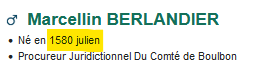 ♂ Marcellin BERLANDIER
• Né en 1580 julien
• Procureur Juridictionnel Du Comté de Boulbon